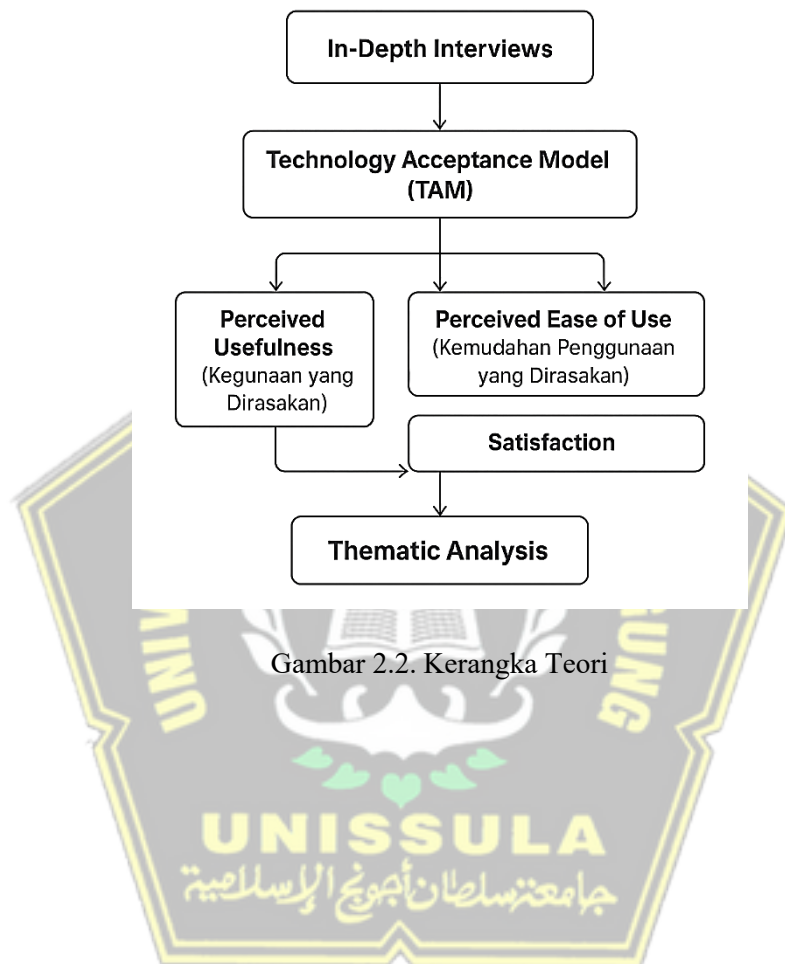 In-Depth Interviews
Technology Acceptance Model
(TAM)
Perceived
Usefulness
(Kegunaan yang
Dirasakan)
Perceived Ease of Use
(Kemudahan Penggunaan
yang Dirasakan)
Satisfaction
Thematic Analysis
Gambar 2.2. Kerangka Teori
UNISSULA
جامعة سلطان أجونج الإسلامية